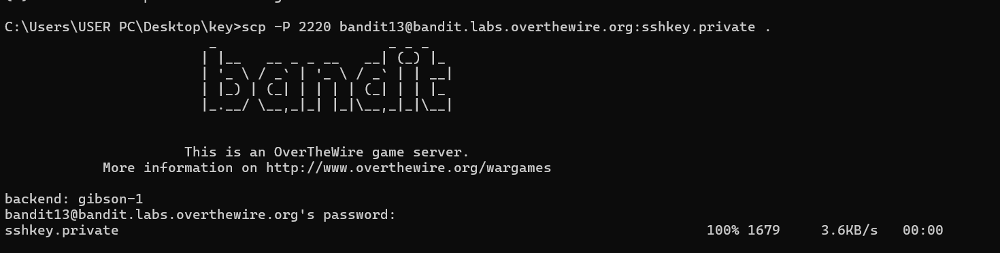 C:\Users\USER PC\Desktop\key>scp -P 2220 bandit13@bandit.labs.overthewire.org:sshkey.private .
                         _                     _ _ _
                        | |__   __ _ _ __   __| (_) |_
                        | '_ \ / _` | '_ \ / _` | | __|
                        | |_) | (_| | | | | (_| | | |_
                        |_.__/ \__,_|_| |_|\__,_|_|\__|
                      This is an OverTheWire game server.
            More information on http://www.overthewire.org/wargames
backend: gibson-1
bandit13@bandit.labs.overthewire.org's password:
sshkey.private                                                                        100% 1679     3.6KB/s   00:00